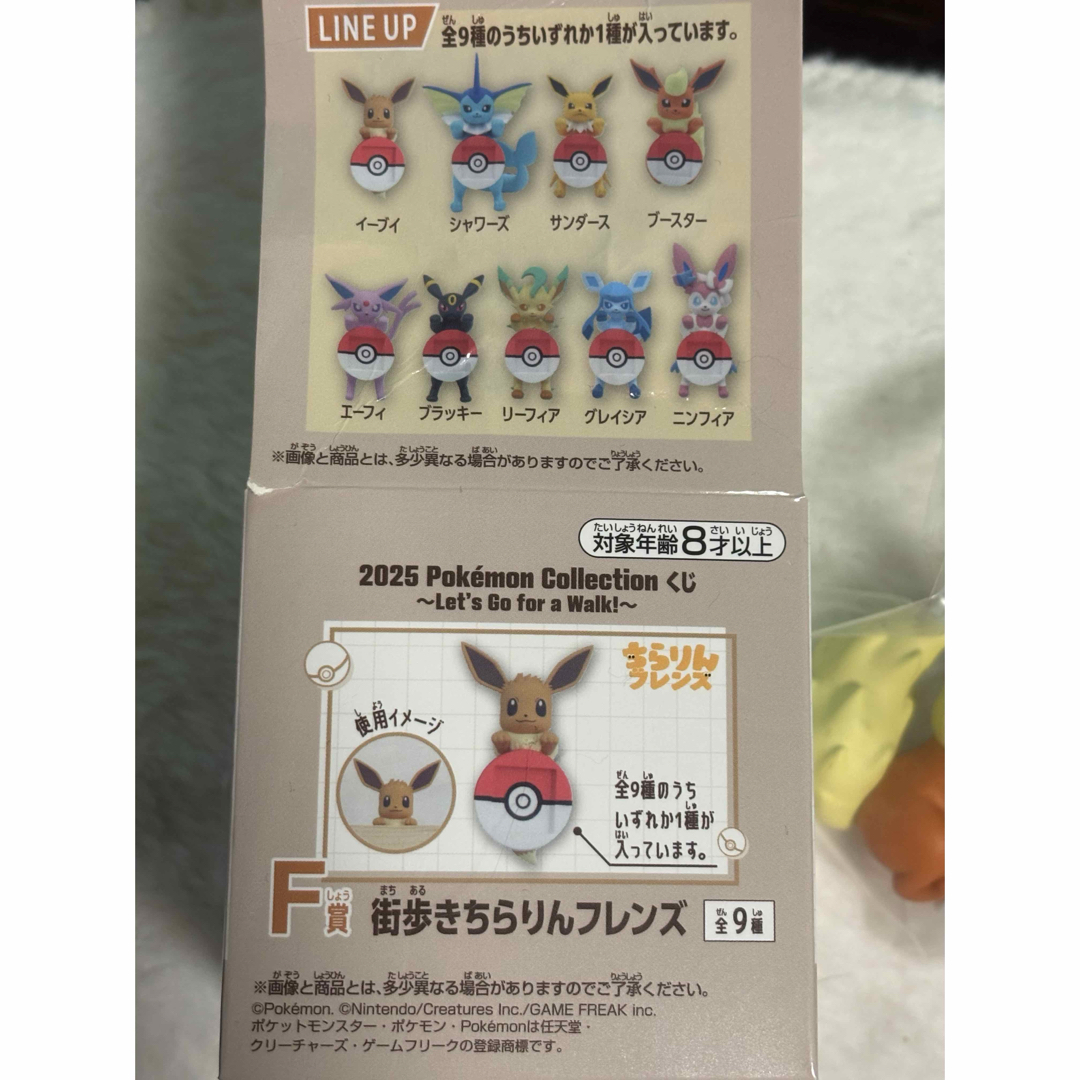 LINE UP
全9種のうちいずれか1種が入っています。
イーブイ
シャワーズ
サンダース
ブースター
エーフィ
ブラッキー
リーフィア
グレイシア
ニンフィア
※画像と商品とは、多少異なる場合がありますのでご了承ください。
対象年齢8才以上
2025 Pokémon Collection くじ
～Let's Go for a Walk!～
ちらりん
フレンズ
使用イメージ
全9種のうち
いずれか1種が
入っています。
F賞 街歩きちらりんフレンズ 全9種
※画像と商品とは、多少異なる場合がありますのでご了承ください。
©Pokémon. ©Nintendo/Creatures Inc./GAME FREAK inc.
ポケットモンスター・ポケモン・Pokémonは任天堂・
クリーチャーズ・ゲームフリークの登録商標です。